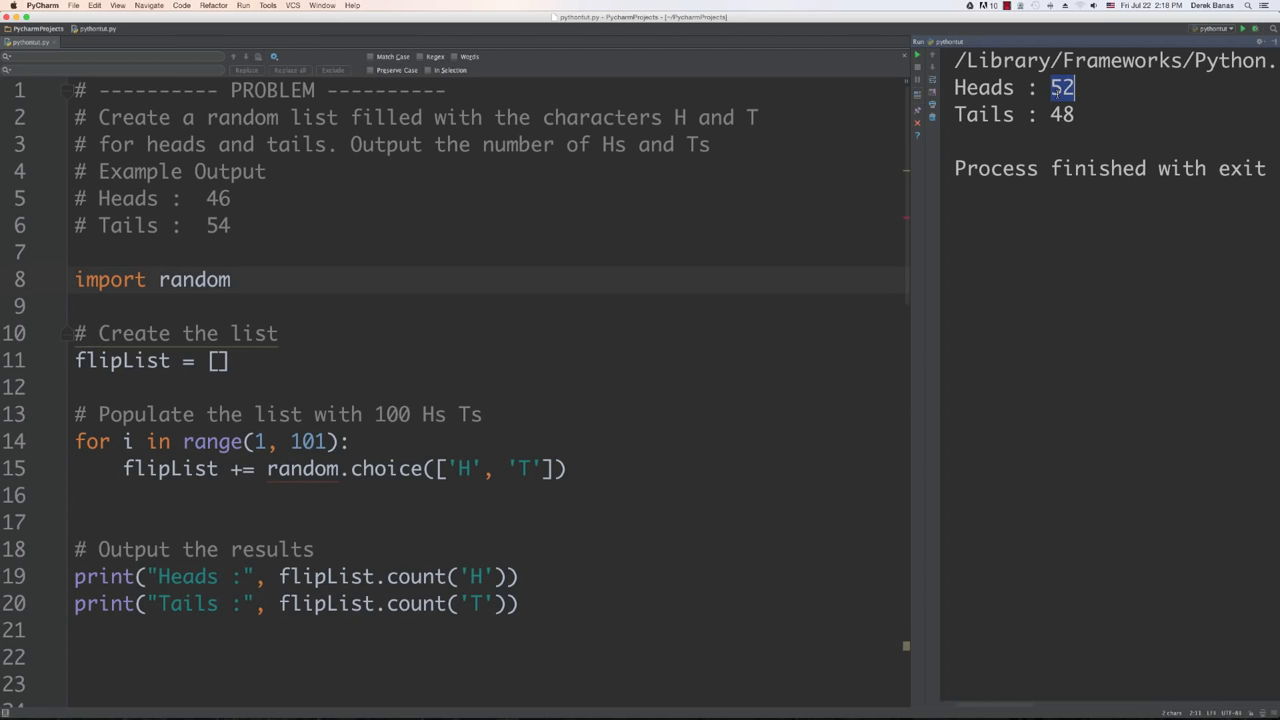 PyCharm File Edit View Navigate Code Refactor Run Tools VCS Window Help
10 Fri Jul 22 2:18 PM Derek Banas
pythontut.py - PycharmProjects - [~/PycharmProjects]
PycharmProjects pythontut.py pythontut
pythontut.py
Run pythontut
Match Case Regex Words
Replace Replace all Exclude Preserve Case In Selection
1 # ---------- PROBLEM ----------
2 # Create a random list filled with the characters H and T
3 # for heads and tails. Output the number of Hs and Ts
4 # Example Output
5 # Heads :  46
6 # Tails :  54
7
8 import random
9
10 # Create the list
11 flipList = []
12
13 # Populate the list with 100 Hs Ts
14 for i in range(1, 101):
15     flipList += random.choice(['H', 'T'])
16
17
18 # Output the results
19 print("Heads :", flipList.count('H'))
20 print("Tails :", flipList.count('T'))
21
22
23
/Library/Frameworks/Python.
Heads : 52
Tails : 48
Process finished with exit
2 chars 2:11 LF÷ UTF-8÷